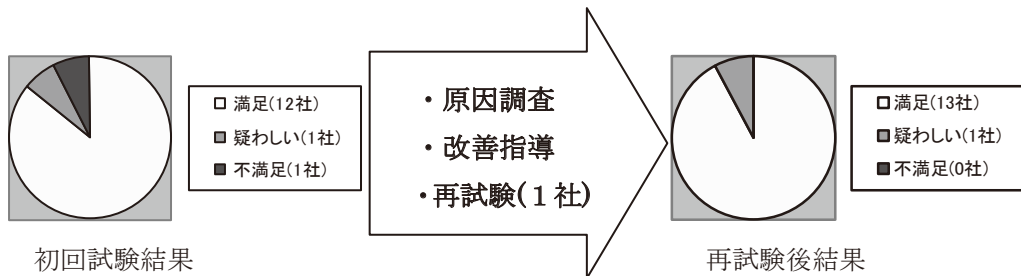 満足(12社)
疑わしい(1社)
不満足(1社)
初回試験結果
・原因調査
・改善指導
・再試験(1社)
満足(13社)
疑わしい(1社)
不満足(0社)
再試験後結果